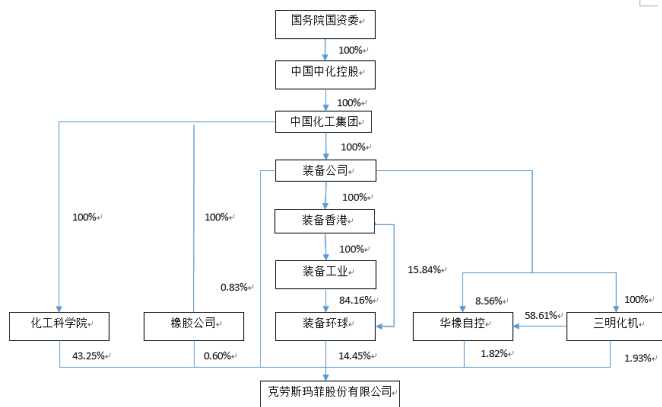 国务院国资委
100%
中国中化控股
100%
中国化工集团
100%
装备公司
100%
装备香港
100% 100% 100% 15.84%
装备工业
0.83% 84.16% 8.56% 58.61% 100%
化工科学院 橡胶公司 装备环球 华橡自控 三明化机
43.25% 0.60% 14.45% 1.82% 1.93%
克劳斯玛菲股份有限公司